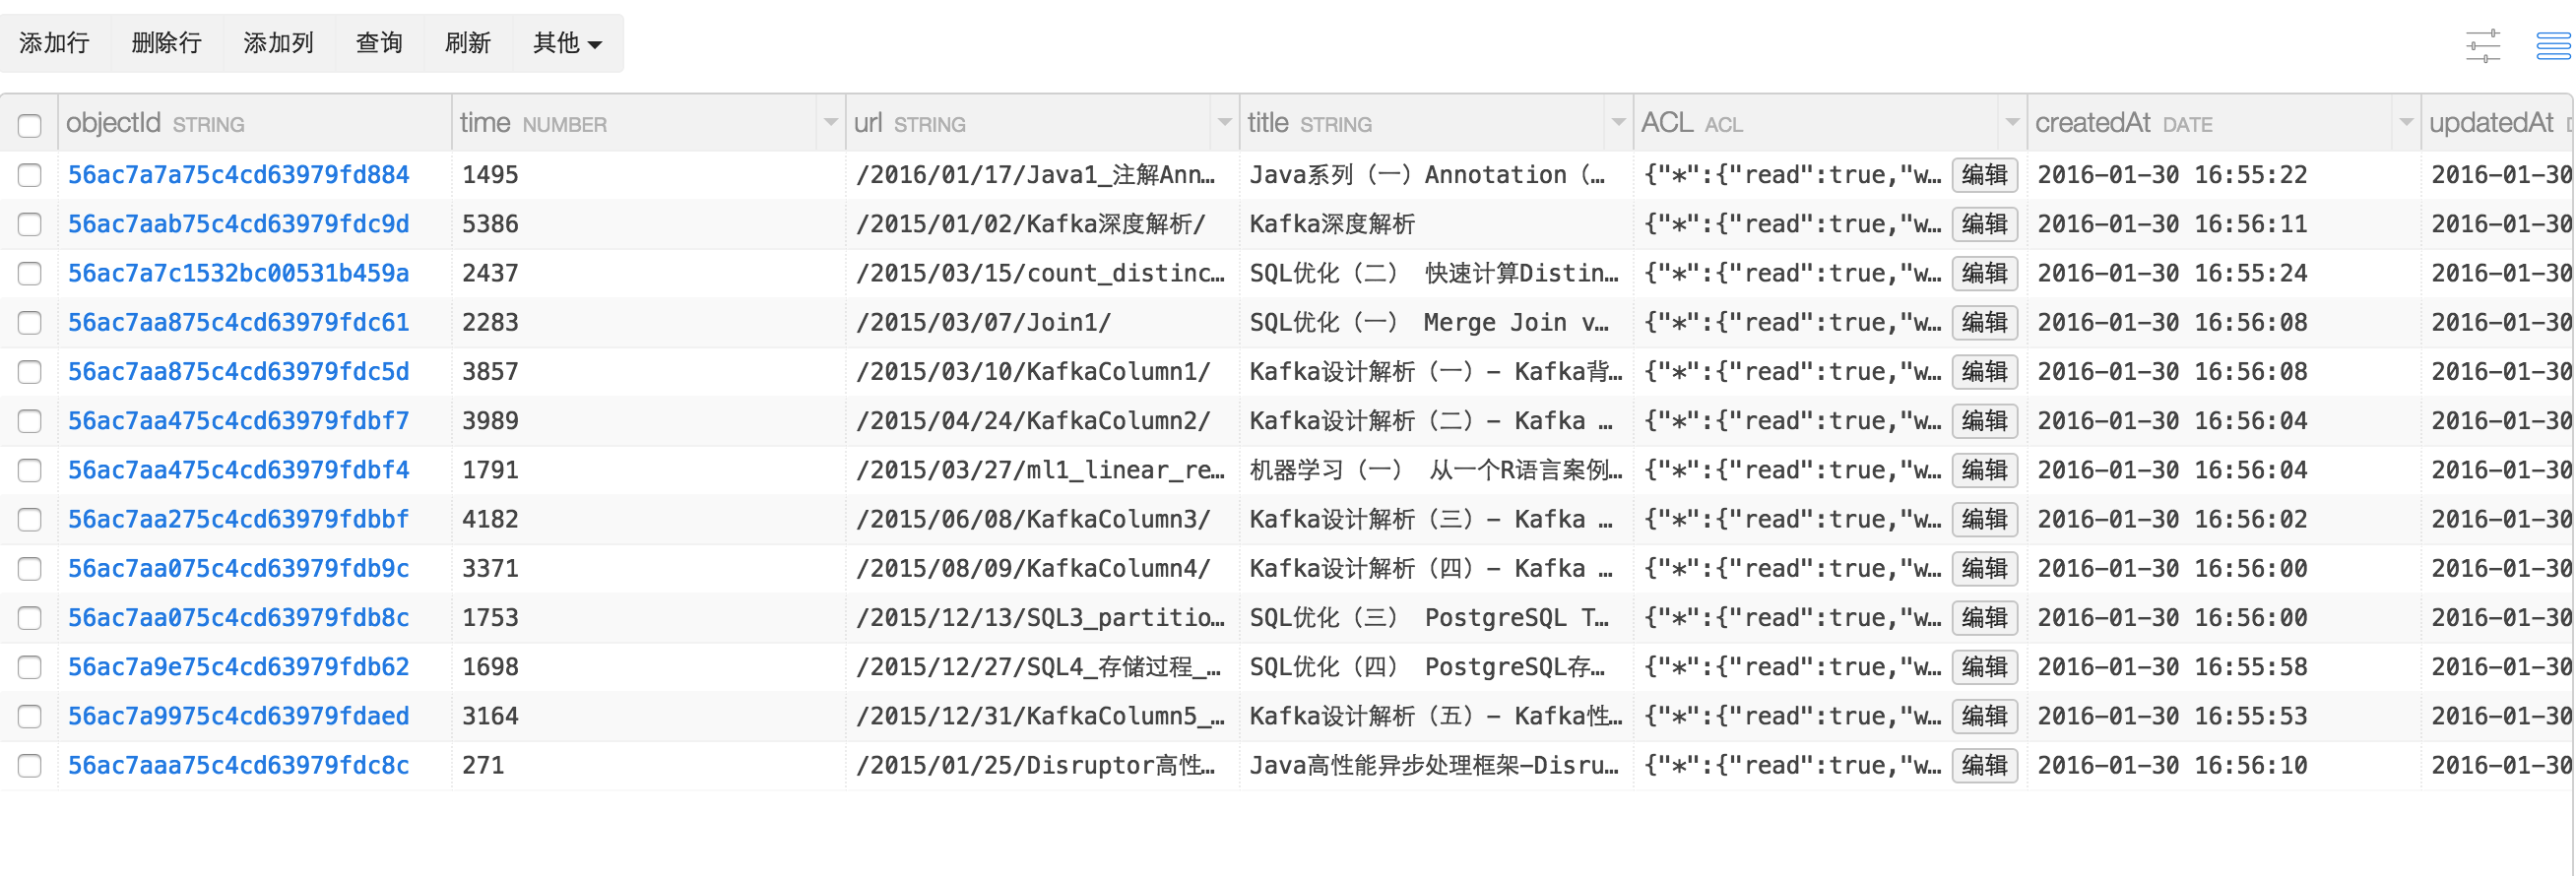 添加行 删除行 添加列 查询 刷新 其他
objectId STRING time NUMBER url STRING title STRING ACL ACL createdAt DATE updatedAt
56ac7a7a75c4cd63979fd884 1495 /2016/01/17/Java1_注解Ann… Java系列（一）Annotation（… {"*":{"read":true,"w… 编辑 2016-01-30 16:55:22 2016-01-30
56ac7aab75c4cd63979fdc9d 5386 /2015/01/02/Kafka深度解析/ Kafka深度解析 {"*":{"read":true,"w… 编辑 2016-01-30 16:56:11 2016-01-30
56ac7a7c1532bc00531b459a 2437 /2015/03/15/count_distinc… SQL优化（二） 快速计算Distin… {"*":{"read":true,"w… 编辑 2016-01-30 16:55:24 2016-01-30
56ac7aa875c4cd63979fdc61 2283 /2015/03/07/Join1/ SQL优化（一） Merge Join v… {"*":{"read":true,"w… 编辑 2016-01-30 16:56:08 2016-01-30
56ac7aa875c4cd63979fdc5d 3857 /2015/03/10/KafkaColumn1/ Kafka设计解析（一）- Kafka背… {"*":{"read":true,"w… 编辑 2016-01-30 16:56:08 2016-01-30
56ac7aa475c4cd63979fdbf7 3989 /2015/04/24/KafkaColumn2/ Kafka设计解析（二）- Kafka … {"*":{"read":true,"w… 编辑 2016-01-30 16:56:04 2016-01-30
56ac7aa475c4cd63979fdbf4 1791 /2015/03/27/ml1_linear_re… 机器学习（一） 从一个R语言案例… {"*":{"read":true,"w… 编辑 2016-01-30 16:56:04 2016-01-30
56ac7aa275c4cd63979fdbbf 4182 /2015/06/08/KafkaColumn3/ Kafka设计解析（三）- Kafka … {"*":{"read":true,"w… 编辑 2016-01-30 16:56:02 2016-01-30
56ac7aa075c4cd63979fdb9c 3371 /2015/08/09/KafkaColumn4/ Kafka设计解析（四）- Kafka … {"*":{"read":true,"w… 编辑 2016-01-30 16:56:00 2016-01-30
56ac7aa075c4cd63979fdb8c 1753 /2015/12/13/SQL3_partitio… SQL优化（三） PostgreSQL T… {"*":{"read":true,"w… 编辑 2016-01-30 16:56:00 2016-01-30
56ac7a9e75c4cd63979fdb62 1698 /2015/12/27/SQL4_存储过程_… SQL优化（四） PostgreSQL存… {"*":{"read":true,"w… 编辑 2016-01-30 16:55:58 2016-01-30
56ac7a9975c4cd63979fdaed 3164 /2015/12/31/KafkaColumn5_… Kafka设计解析（五）- Kafka性… {"*":{"read":true,"w… 编辑 2016-01-30 16:55:53 2016-01-30
56ac7aaa75c4cd63979fdc8c 271 /2015/01/25/Disruptor高性… Java高性能异步处理框架-Disru… {"*":{"read":true,"w… 编辑 2016-01-30 16:56:10 2016-01-30